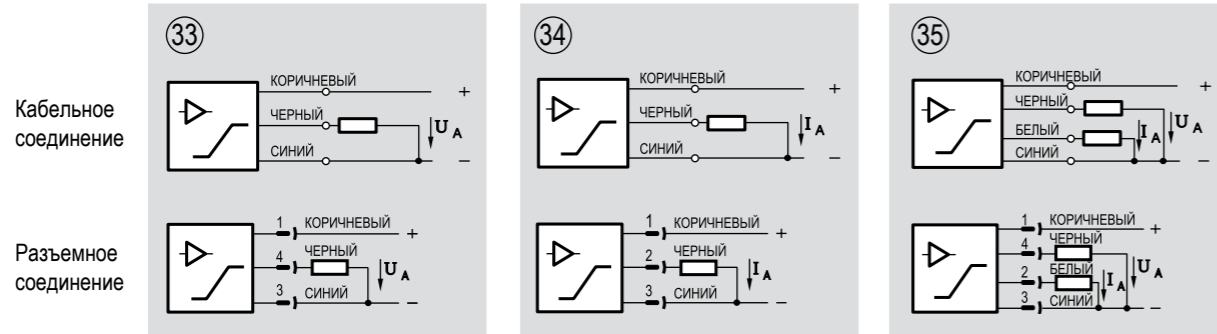 33
34
35
Кабельное
соединение
КОРИЧНЕВЫЙ
+
ЧЕРНЫЙ
U A
СИНИЙ
−
КОРИЧНЕВЫЙ
+
ЧЕРНЫЙ
I A
СИНИЙ
−
КОРИЧНЕВЫЙ
+
ЧЕРНЫЙ
U A
БЕЛЫЙ
I A
СИНИЙ
−
Разъемное
соединение
1 КОРИЧНЕВЫЙ
+
4 ЧЕРНЫЙ
U A
3 СИНИЙ
−
1 КОРИЧНЕВЫЙ
+
2 ЧЕРНЫЙ
I A
3 СИНИЙ
−
1 КОРИЧНЕВЫЙ
+
4 ЧЕРНЫЙ
U A
2 БЕЛЫЙ
I A
3 СИНИЙ
−